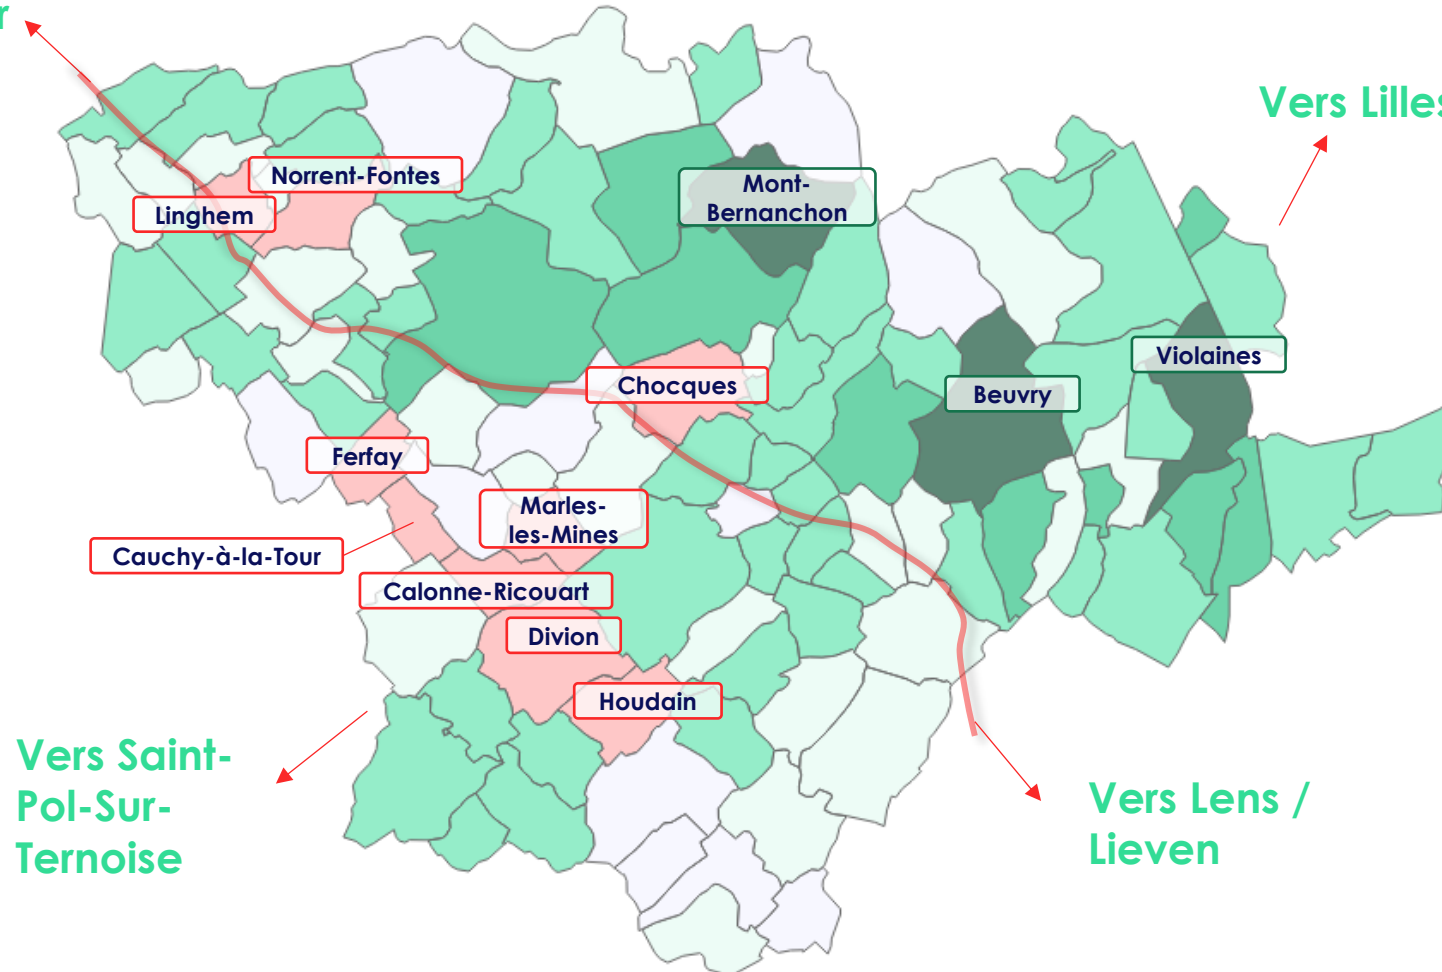 r
Vers Lilles
Norrent-Fontes
Mont-
Bernanchon
Linghem
Violaines
Chocques
Beuvry
Ferfay
Marles-
les-Mines
Cauchy-à-la-Tour
Calonne-Ricouart
Divion
Houdain
Vers Saint-
Pol-Sur-
Ternoise
Vers Lens /
Lieven